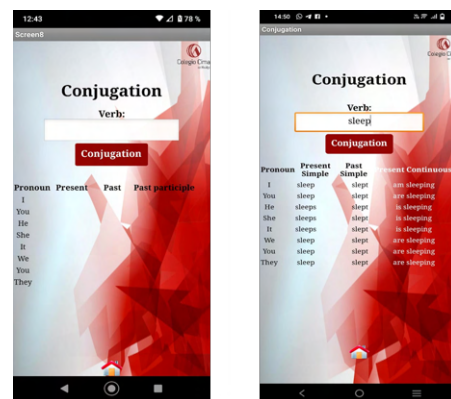 12:43
78 %
Screen8
Colegio Cima
Conjugation
Verb:
Conjugation
Pronoun Present Past Past participle
I
You
He
She
It
We
You
They
14:50
Conjugation
Colegio Cima
Conjugation
Verb:
sleep
Conjugation
Pronoun Present Simple Past Simple Present Continuous
I sleep slept am sleeping
You sleep slept are sleeping
He sleeps slept is sleeping
She sleeps slept is sleeping
It sleeps slept is sleeping
We sleep slept are sleeping
You sleep slept are sleeping
They sleep slept are sleeping